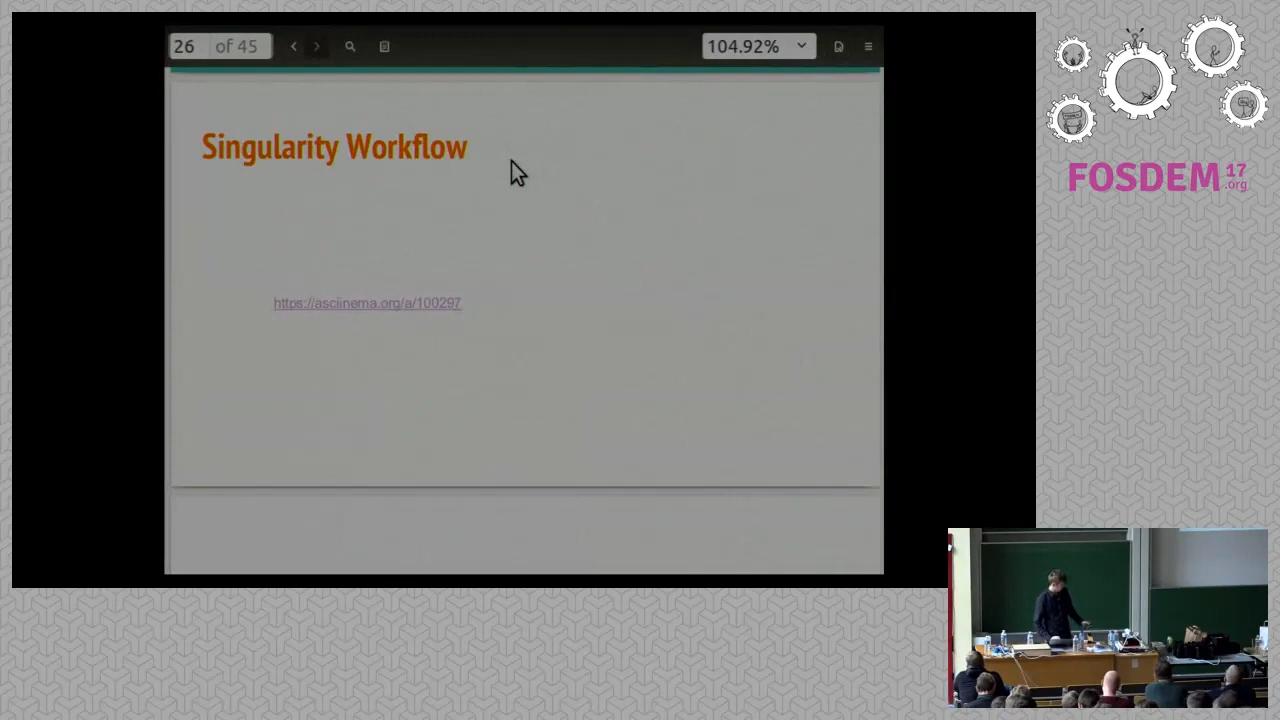 26 of 45
104.92%
Singularity Workflow
https://asciinema.org/a/100297
FOSDEM 17
.org